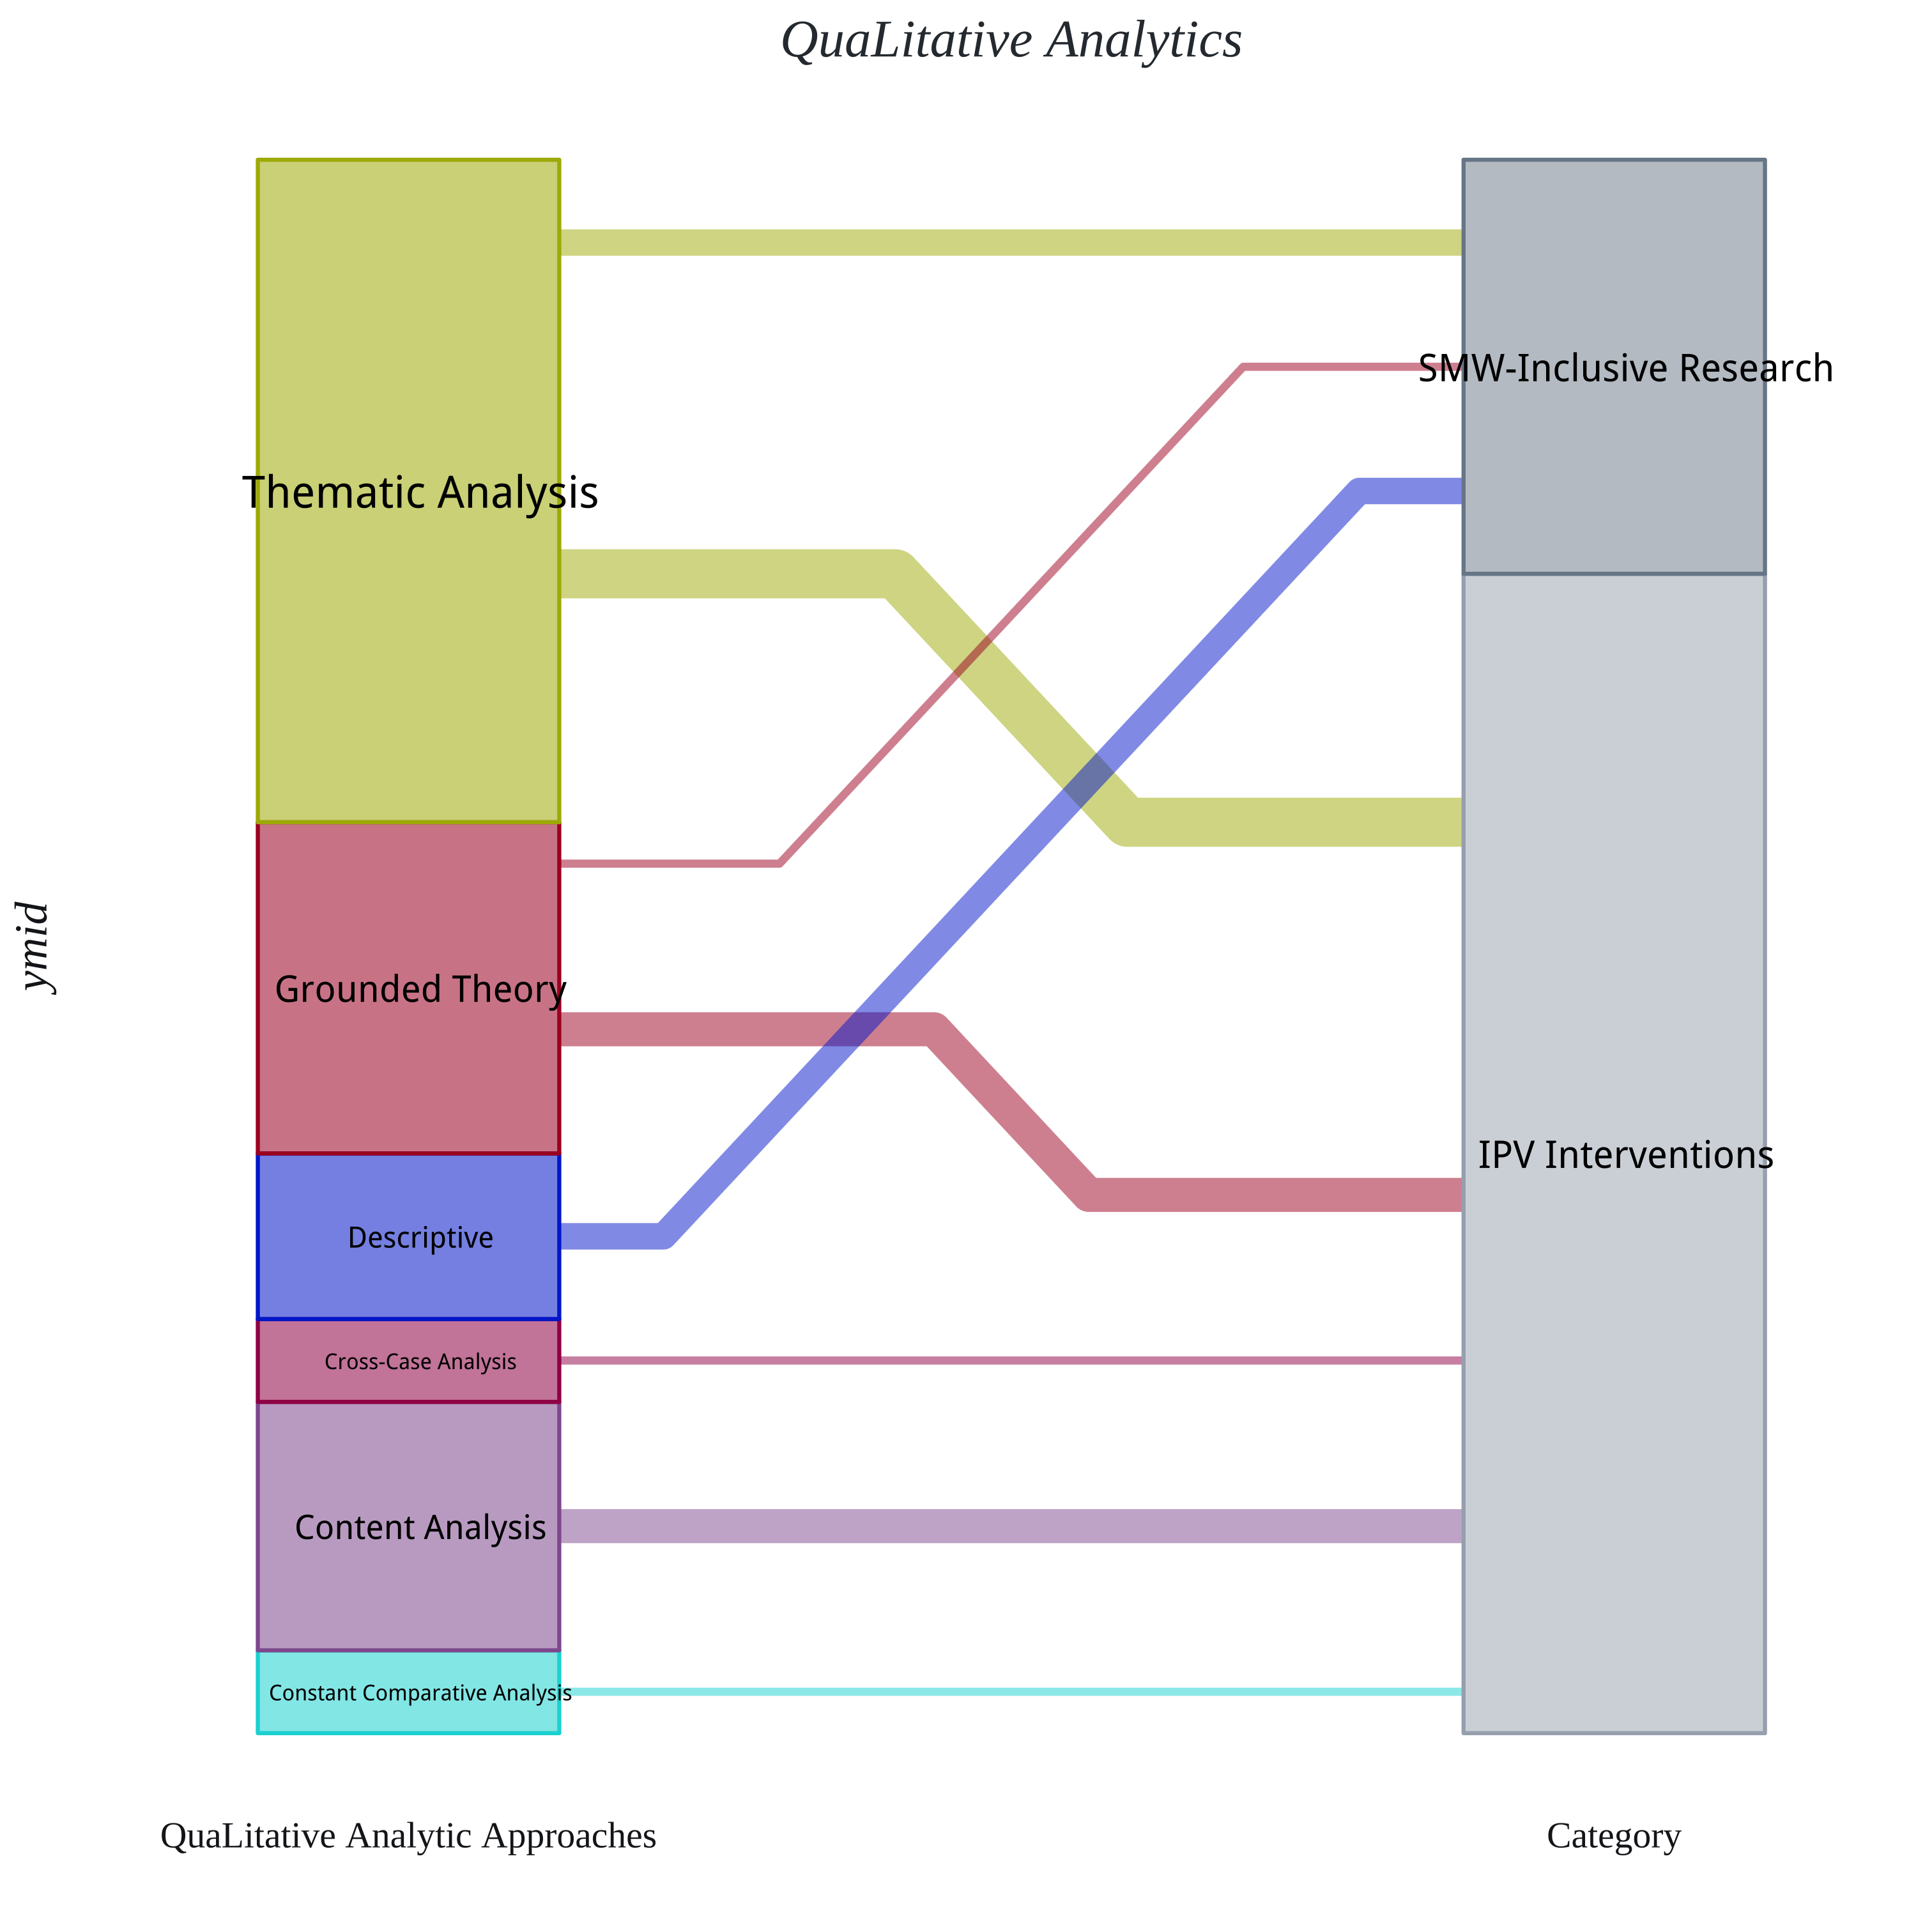 QuaLitative Analytics
SMW-Inclusive Research
Thematic Analysis
ymid
Grounded Theory
IPV Interventions
Descriptive
Cross-Case Analysis
Content Analysis
Constant Comparative Analysis
QuaLitative Analytic Approaches
Category